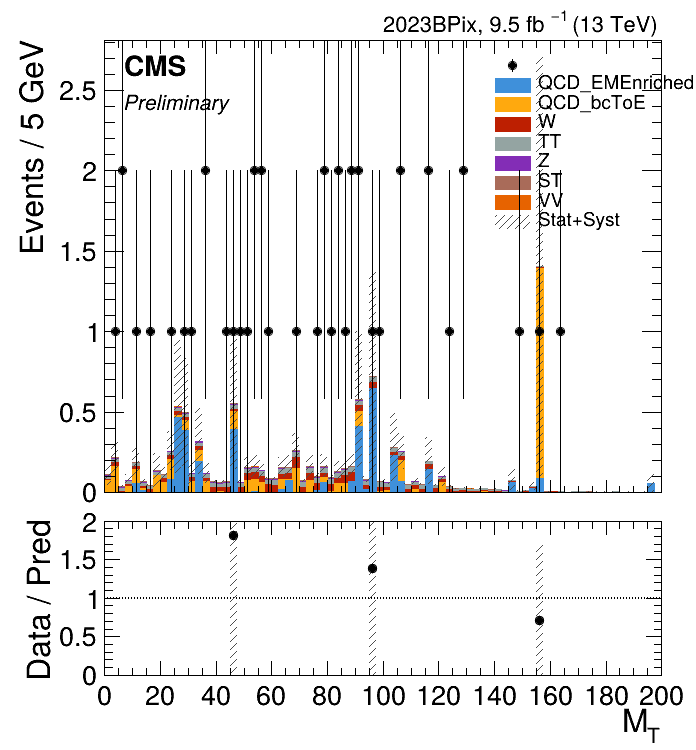 2023BPix, 9.5 fb⁻¹ (13 TeV)
CMS
Preliminary
Events / 5 GeV
2.5
2
1.5
1
0.5
0
QCD_EMEnriched
QCD_bcToE
W
TT
Z
ST
VV
Stat+Syst
Data / Pred
2
1.5
1
0.5
0
0 20 40 60 80 100 120 140 160 180 200
M_T